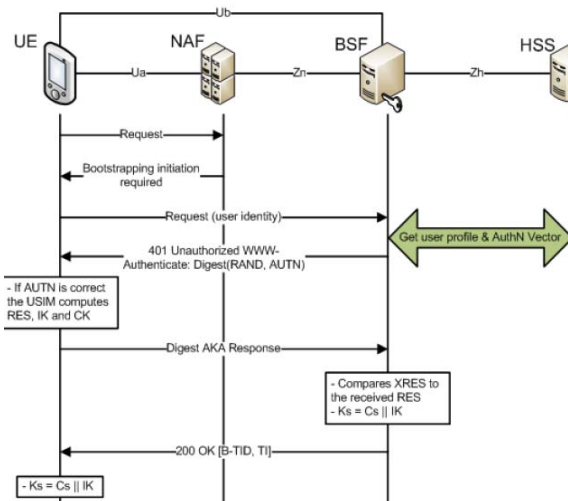 Ub
UE
NAF
BSF
HSS
Ua
Zn
Zh
Request
Bootstrapping initiation
required
Request (user identity)
Get user profile & AuthN Vector
401 Unauthorized WWW-
Authenticate: Digest(RAND, AUTN)
- If AUTN is correct
the USIM computes
RES, IK and CK
Digest AKA Response
- Compares XRES to
the received RES
- Ks = Cs || IK
200 OK [B-TID, TI]
- Ks = Cs || IK